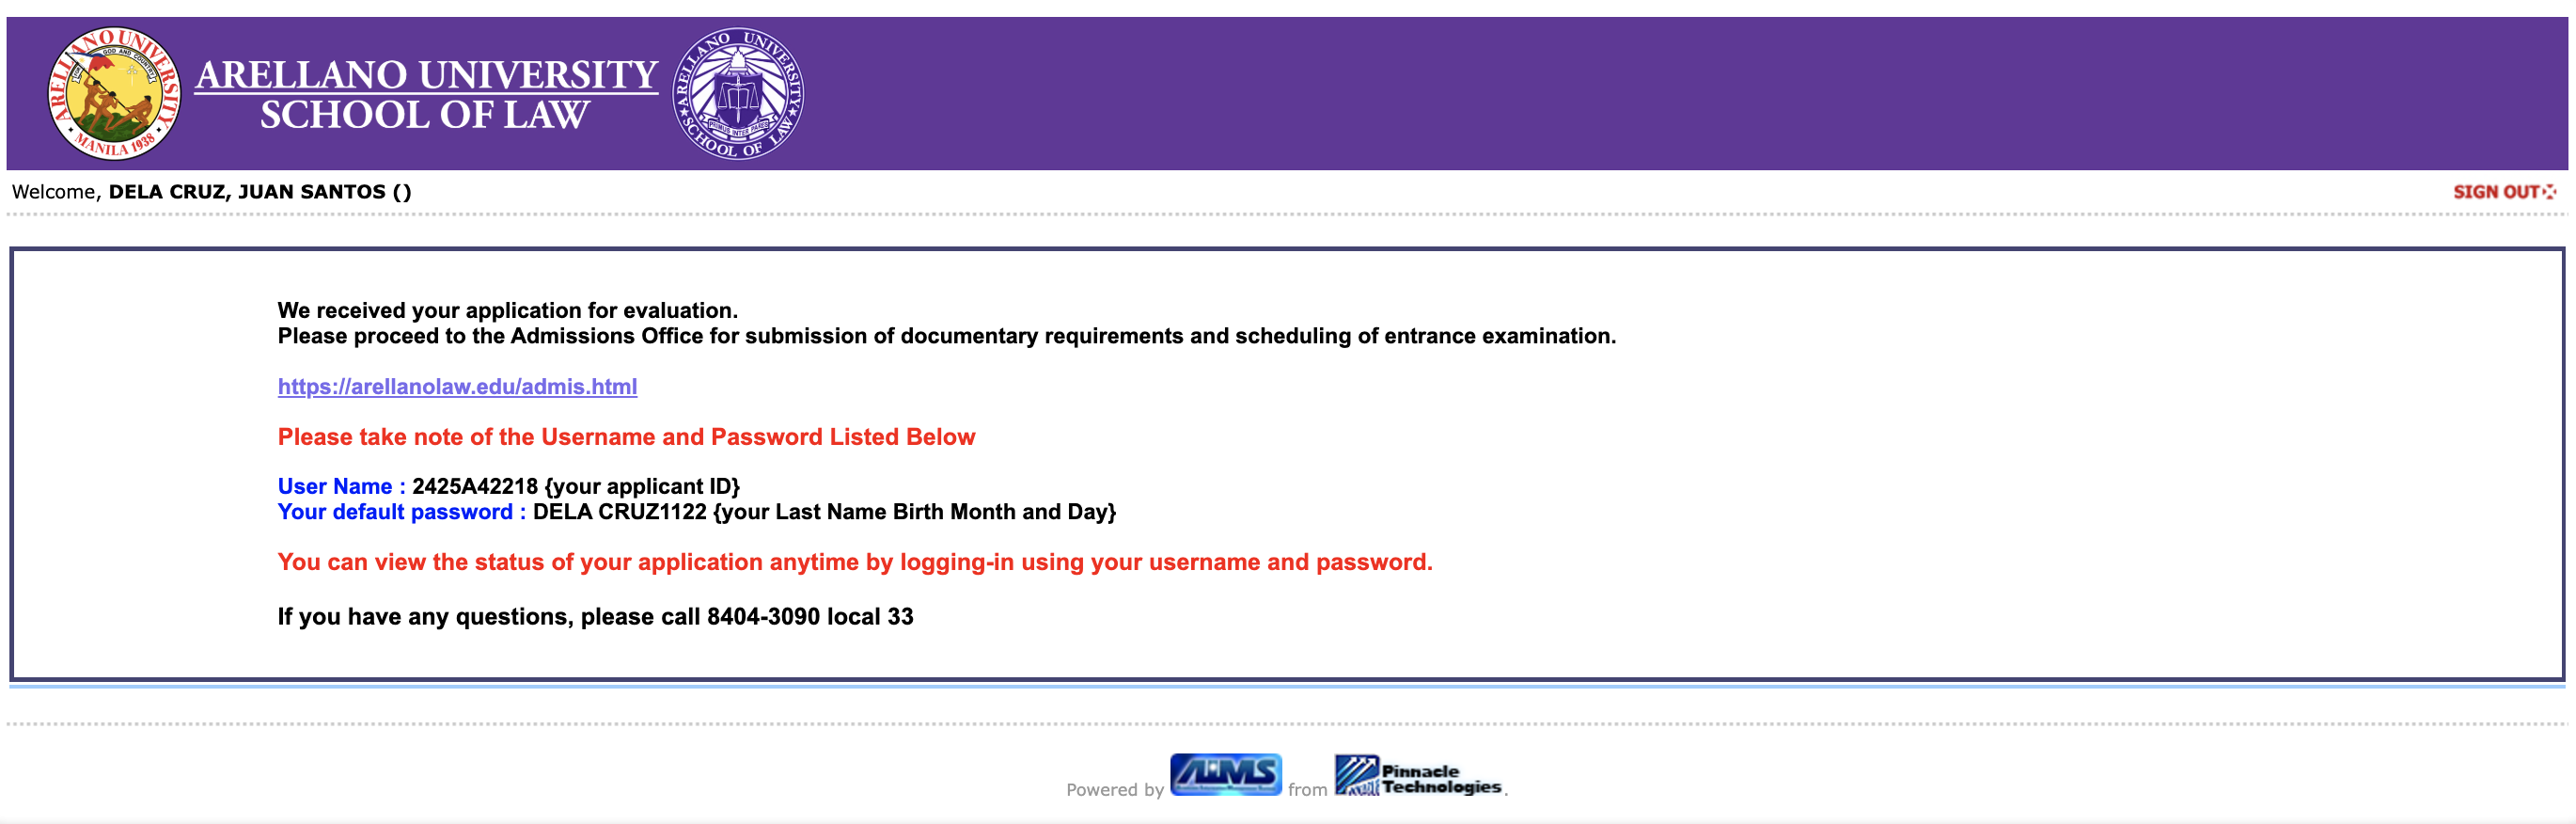 ARELLANO UNIVERSITY
GOD AND COUNTRY
MANILA 1938
ARELLANO UNIVERSITY
SCHOOL OF LAW
ARELLANO UNIVERSITY
PRIMUS INTER PARES
SCHOOL OF LAW
Welcome, DELA CRUZ, JUAN SANTOS ()
SIGN OUT
We received your application for evaluation.
Please proceed to the Admissions Office for submission of documentary requirements and scheduling of entrance examination.
https://arellanolaw.edu/admis.html
Please take note of the Username and Password Listed Below
User Name : 2425A42218 {your applicant ID}
Your default password : DELA CRUZ1122 {your Last Name Birth Month and Day}
You can view the status of your application anytime by logging-in using your username and password.
If you have any questions, please call 8404-3090 local 33
Powered by AIMS from Pinnacle Technologies.